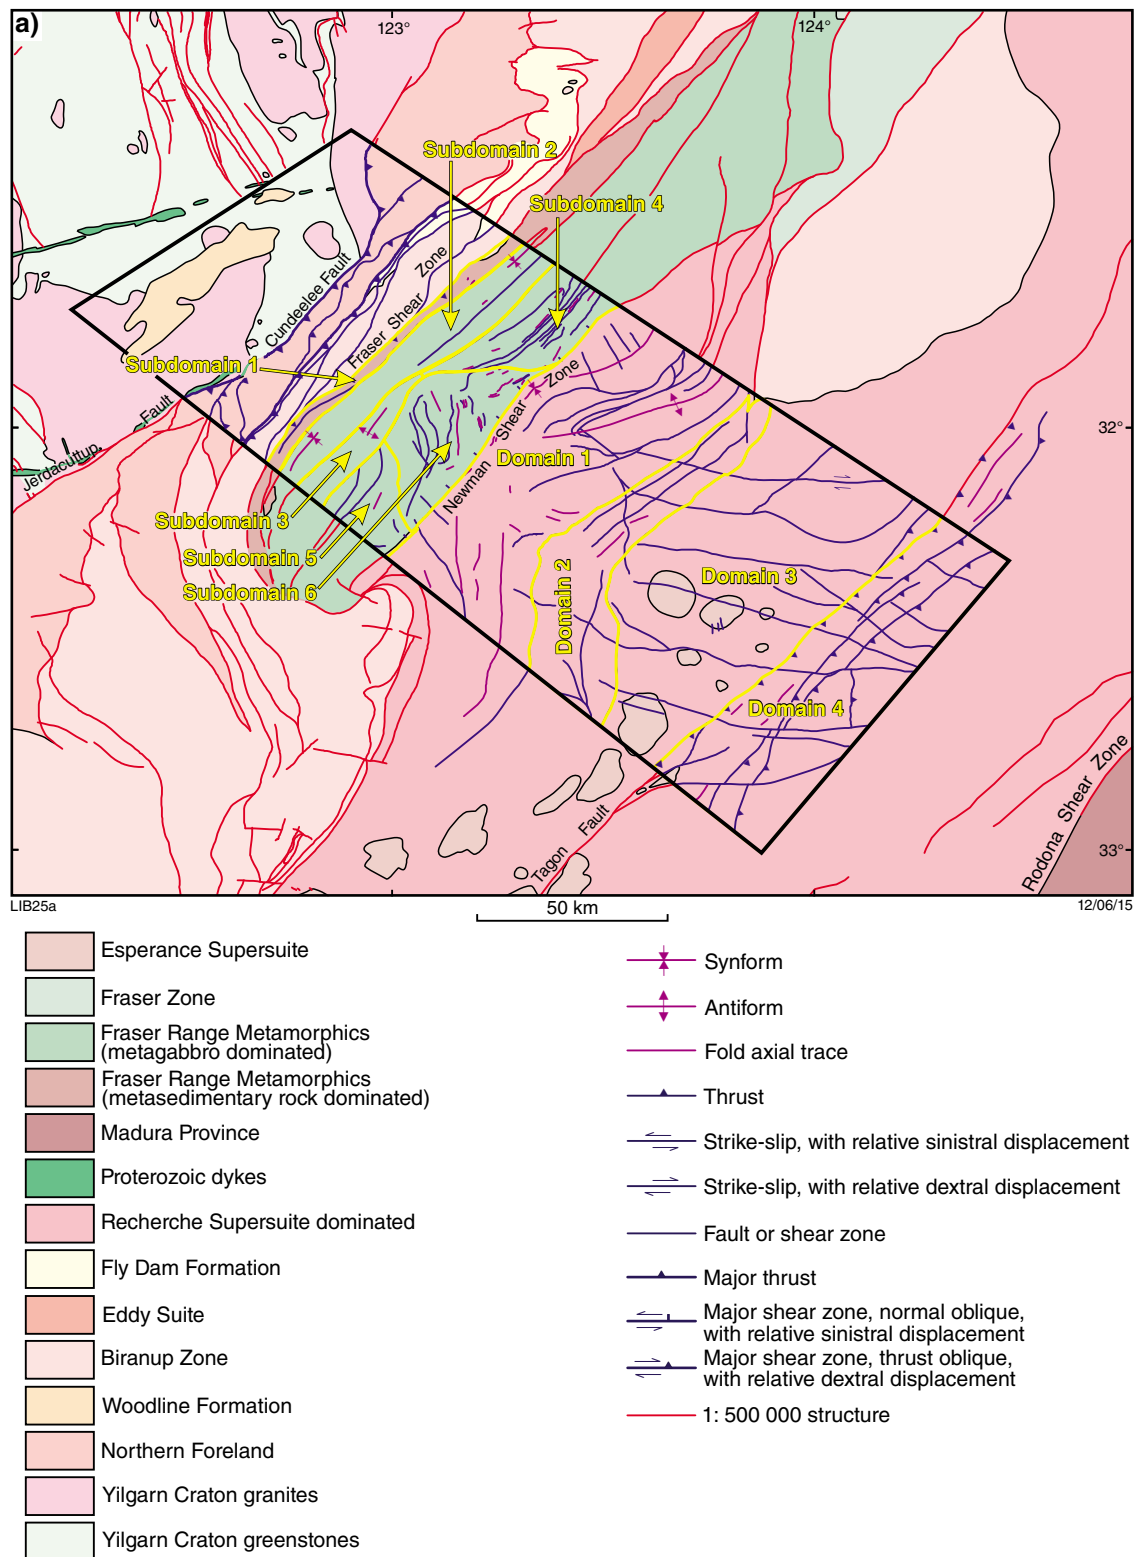 a)
123°
124°
Subdomain 2
Subdomain 4
Cundeelee Fault
Fraser Shear Zone
Subdomain 1
Newman Shear Zone
32°
Jerdacuttup Fault
Domain 1
Subdomain 3
Subdomain 5
Subdomain 6
Domain 2
Domain 3
Domain 4
Tagon Fault
Rodona Shear Zone
33°
LIB25a
50 km
12/06/15
Esperance Supersuite
Fraser Zone
Fraser Range Metamorphics
(metagabbro dominated)
Fraser Range Metamorphics
(metasedimentary rock dominated)
Madura Province
Proterozoic dykes
Recherche Supersuite dominated
Fly Dam Formation
Eddy Suite
Biranup Zone
Woodline Formation
Northern Foreland
Yilgarn Craton granites
Yilgarn Craton greenstones
Synform
Antiform
Fold axial trace
Thrust
Strike-slip, with relative sinistral displacement
Strike-slip, with relative dextral displacement
Fault or shear zone
Major thrust
Major shear zone, normal oblique,
with relative sinistral displacement
Major shear zone, thrust oblique,
with relative dextral displacement
1: 500 000 structure